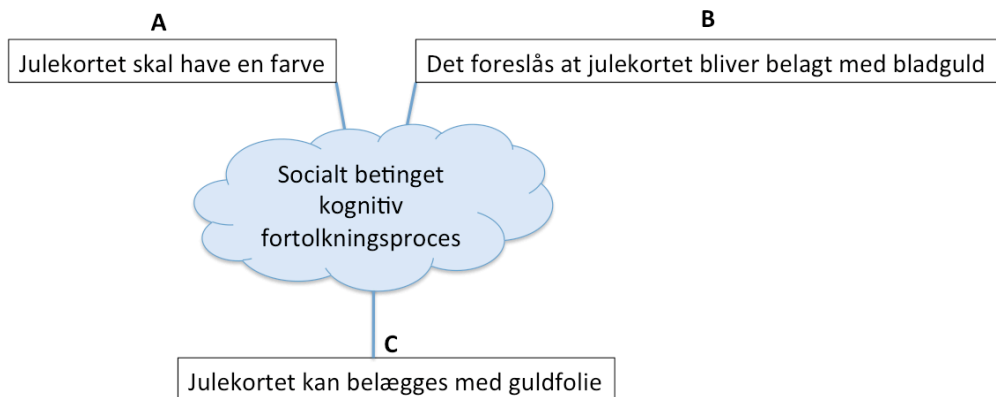 A
Julekortet skal have en farve
B
Det foreslås at julekortet bliver belagt med bladguld
Socialt betinget
kognitiv
fortolkningsproces
C
Julekortet kan belægges med guldfolie